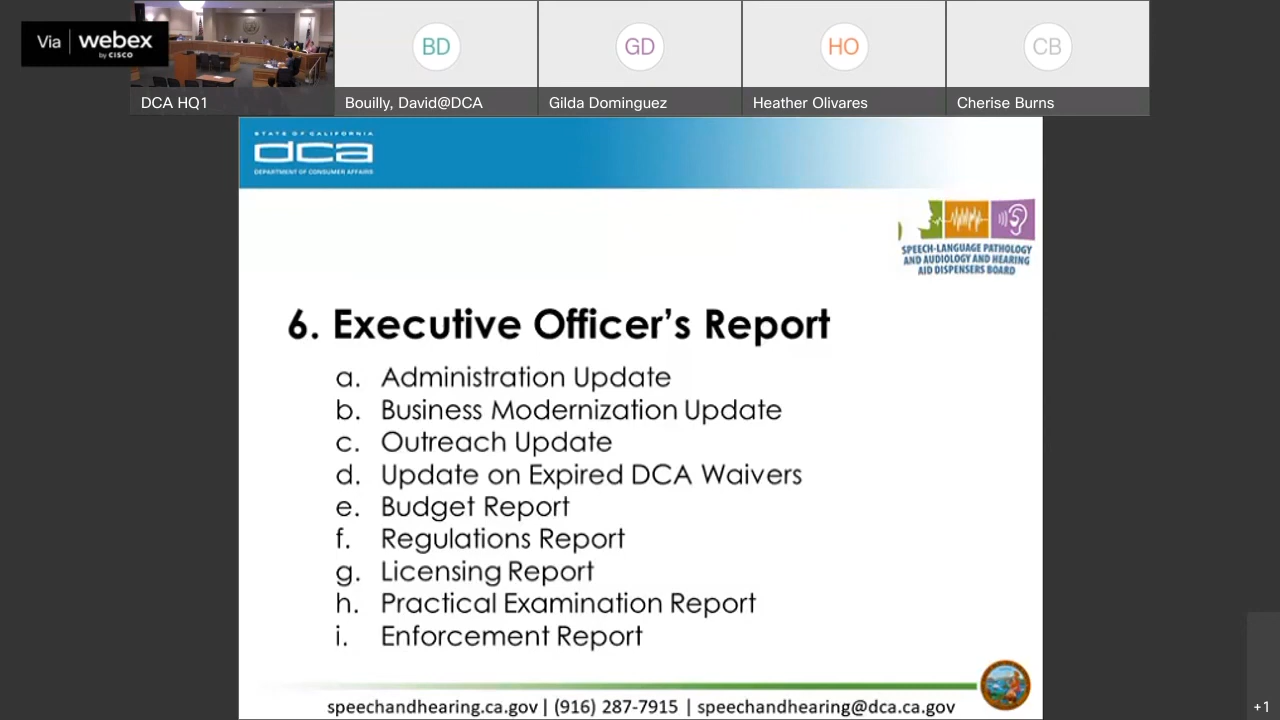 Via webex
by CISCO
BD
GD
HO
CB
DCA HQ1
Bouilly, David@DCA
Gilda Dominguez
Heather Olivares
Cherise Burns
STATE OF CALIFORNIA
dca
DEPARTMENT OF CONSUMER AFFAIRS
SPEECH-LANGUAGE PATHOLOGY
AND AUDIOLOGY AND HEARING
AID DISPENSERS BOARD
6. Executive Officer's Report
a. Administration Update
b. Business Modernization Update
c. Outreach Update
d. Update on Expired DCA Waivers
e. Budget Report
f. Regulations Report
g. Licensing Report
h. Practical Examination Report
i. Enforcement Report
speechandhearing.ca.gov | (916) 287-7915 | speechandhearing@dca.ca.gov
+1